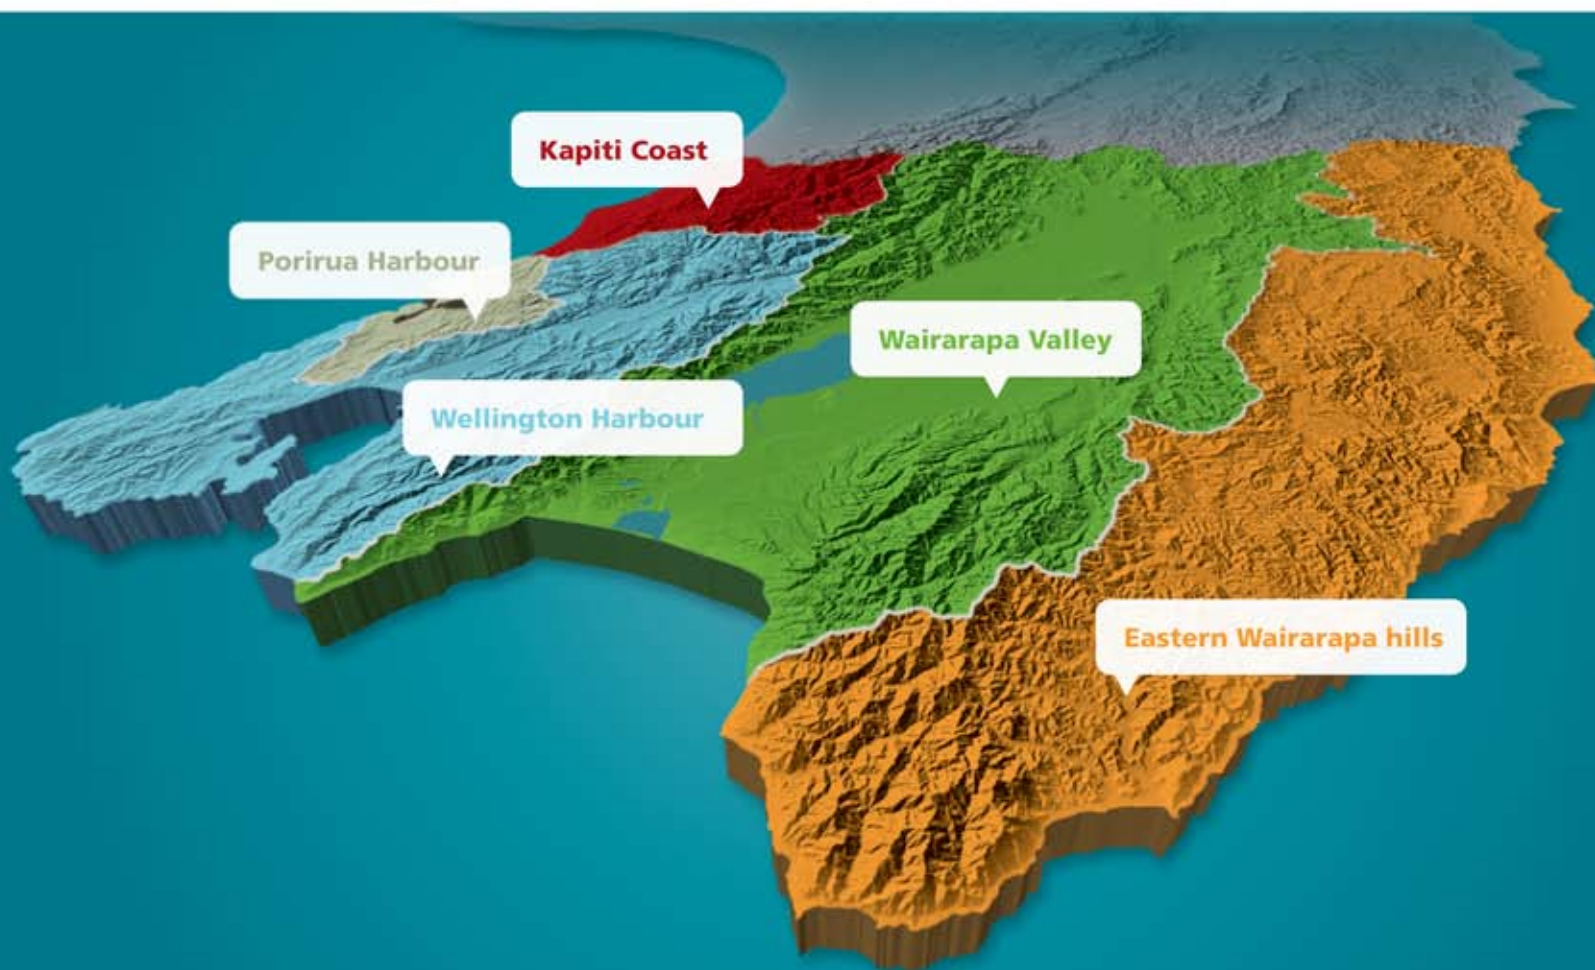 Kapiti Coast
Porirua Harbour
Wairarapa Valley
Wellington Harbour
Eastern Wairarapa hills